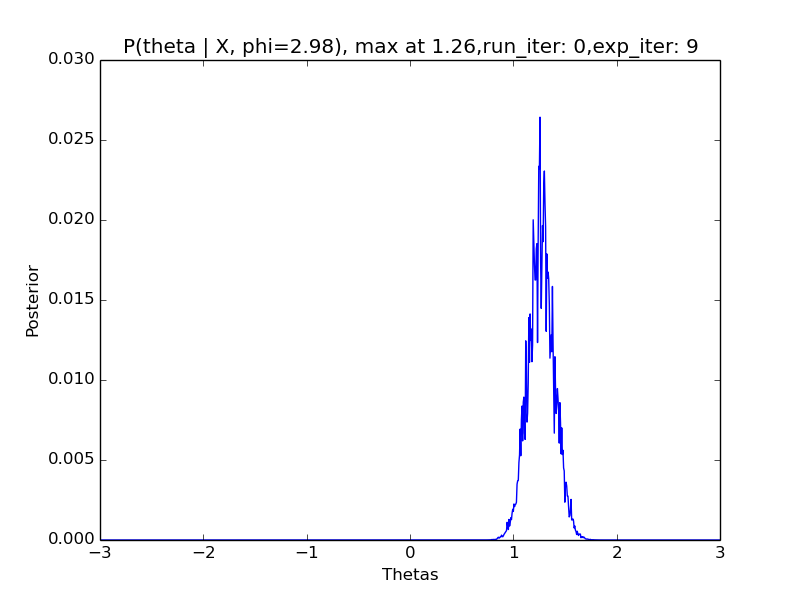 P(theta | X, phi=2.98), max at 1.26,run_iter: 0,exp_iter: 9
0.030
0.025
0.020
0.015
0.010
0.005
0.000
Posterior
−3 −2 −1 0 1 2 3
Thetas